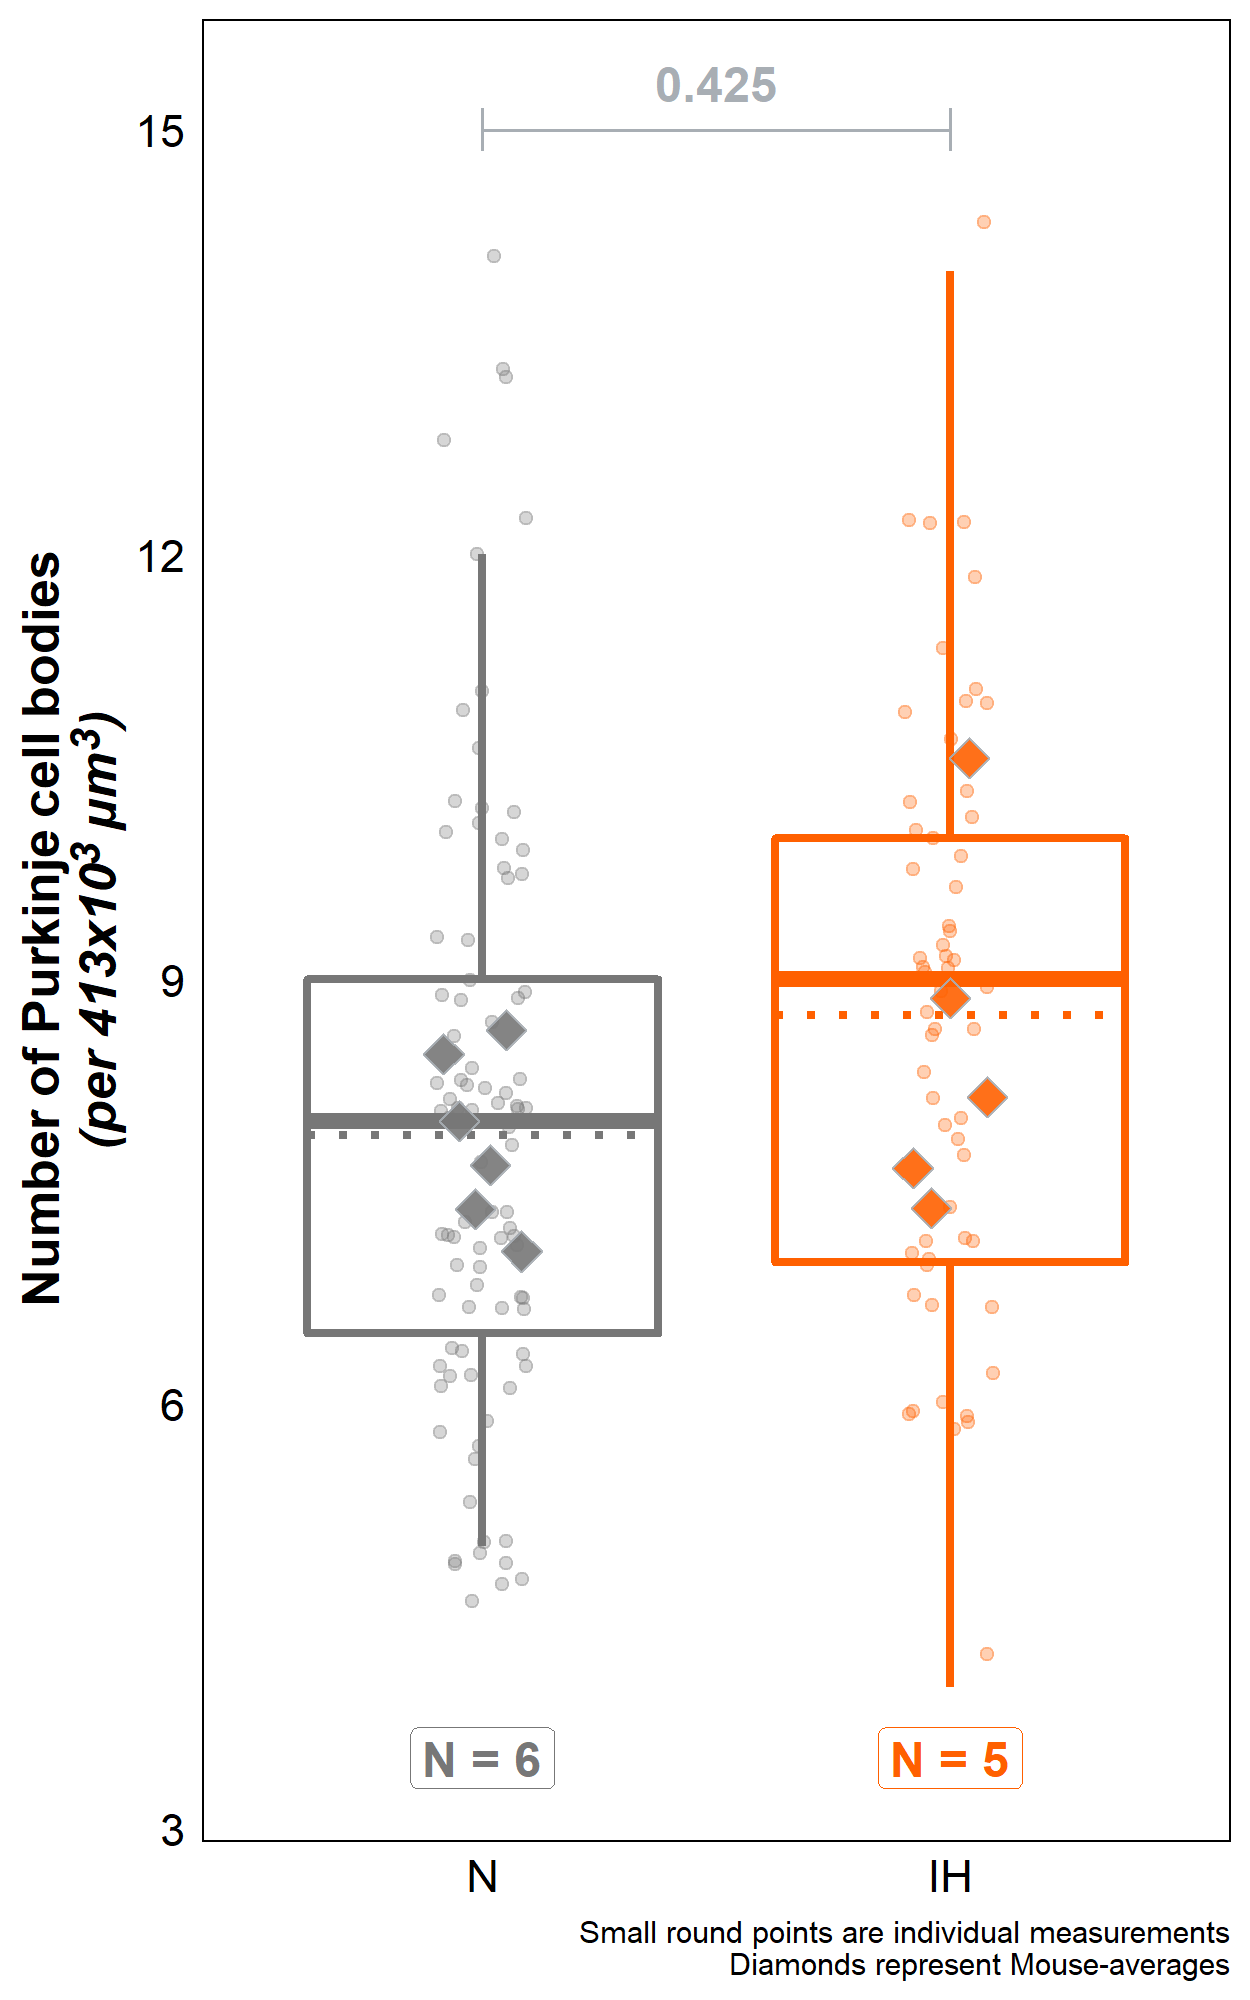 0.425
15
12
9
6
3
Number of Purkinje cell bodies
(per 413x10³ µm³)
N = 6
N = 5
N
IH
Small round points are individual measurements
Diamonds represent Mouse-averages